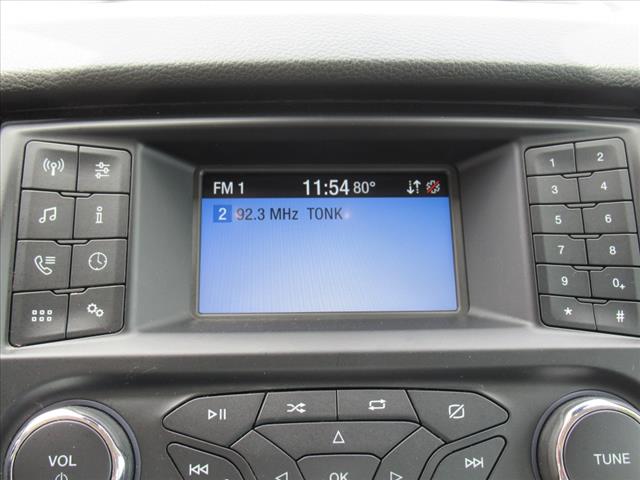 FM 1 11:54 80°
2 92.3 MHz TONK
1 2
3 4
5 6
7 8
9 0+
* #
i
VOL
OK
TUNE